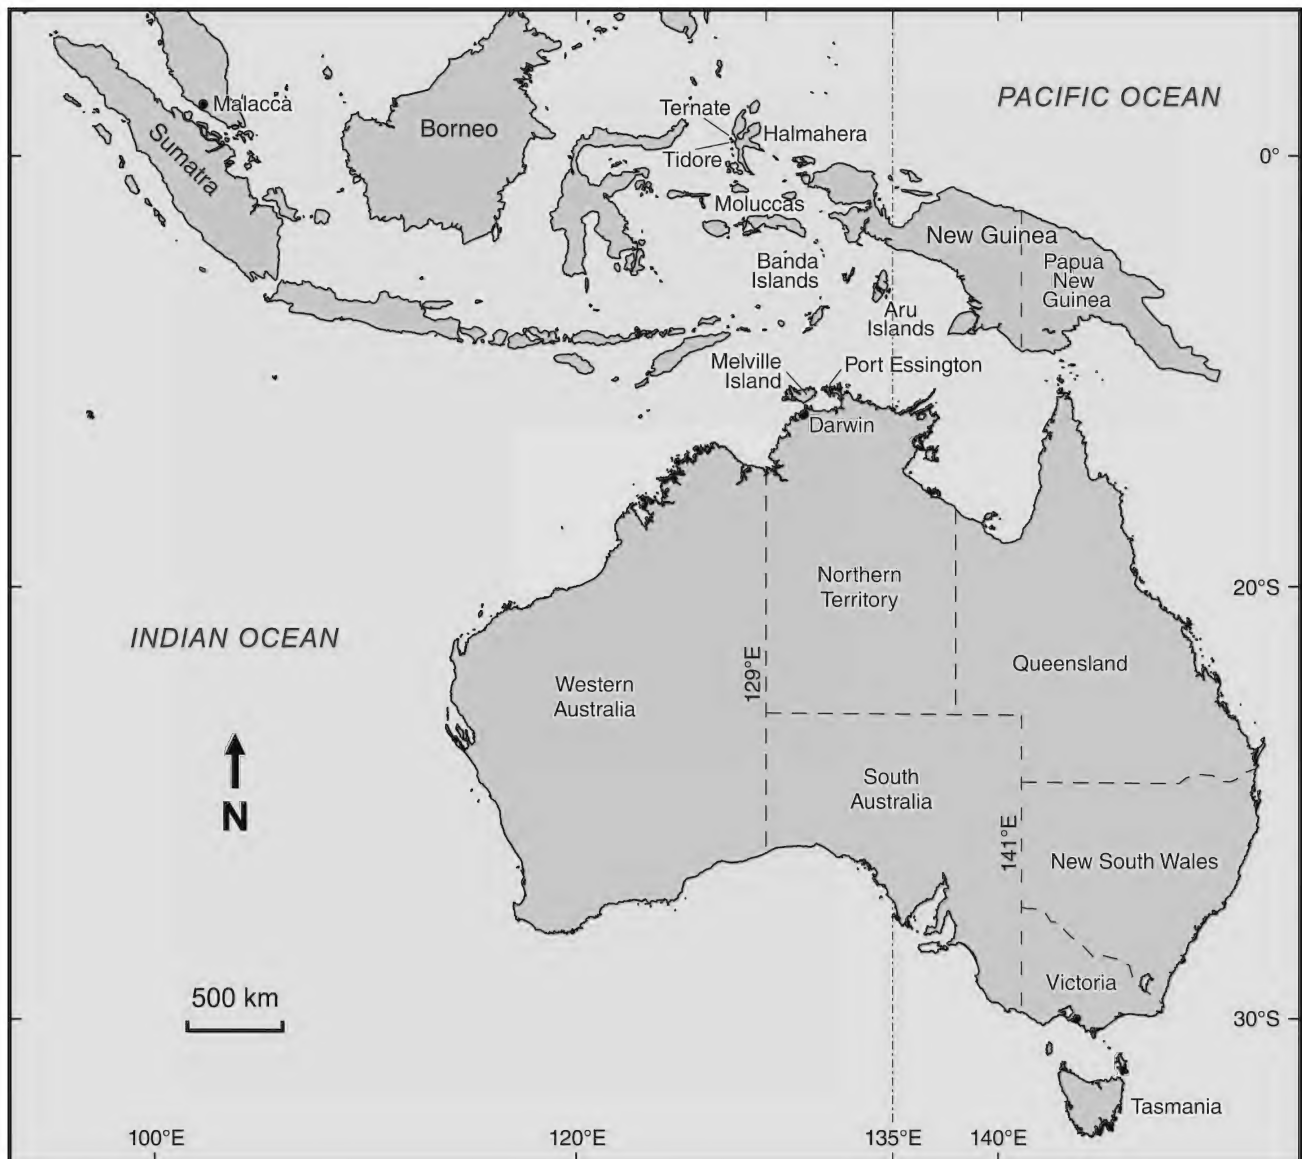 PACIFIC OCEAN
Malacca
Ternate
Borneo
Halmahera
Tidore
0°
Sumatra
Moluccas
New Guinea
Banda
Islands
Papua
New
Guinea
Aru
Islands
Melville
Island
Port Essington
Darwin
Northern
Territory
20°S
INDIAN OCEAN
129°E
Queensland
Western
Australia
South
Australia
N
141°E
New South Wales
500 km
Victoria
30°S
Tasmania
100°E
120°E
135°E
140°E